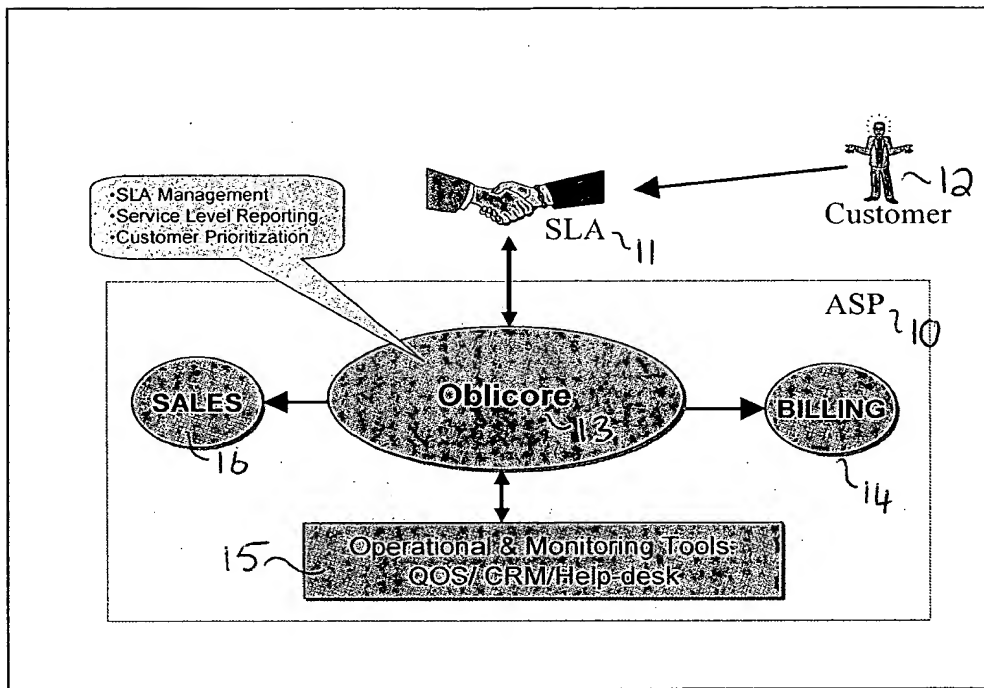 •SLA Management
•Service Level Reporting
•Customer Prioritization
SLA 11
12
Customer
ASP 10
SALES
16
Oblicore
13
BILLING
14
15
Operational & Monitoring Tools:
QOS/ CRM/Help-desk